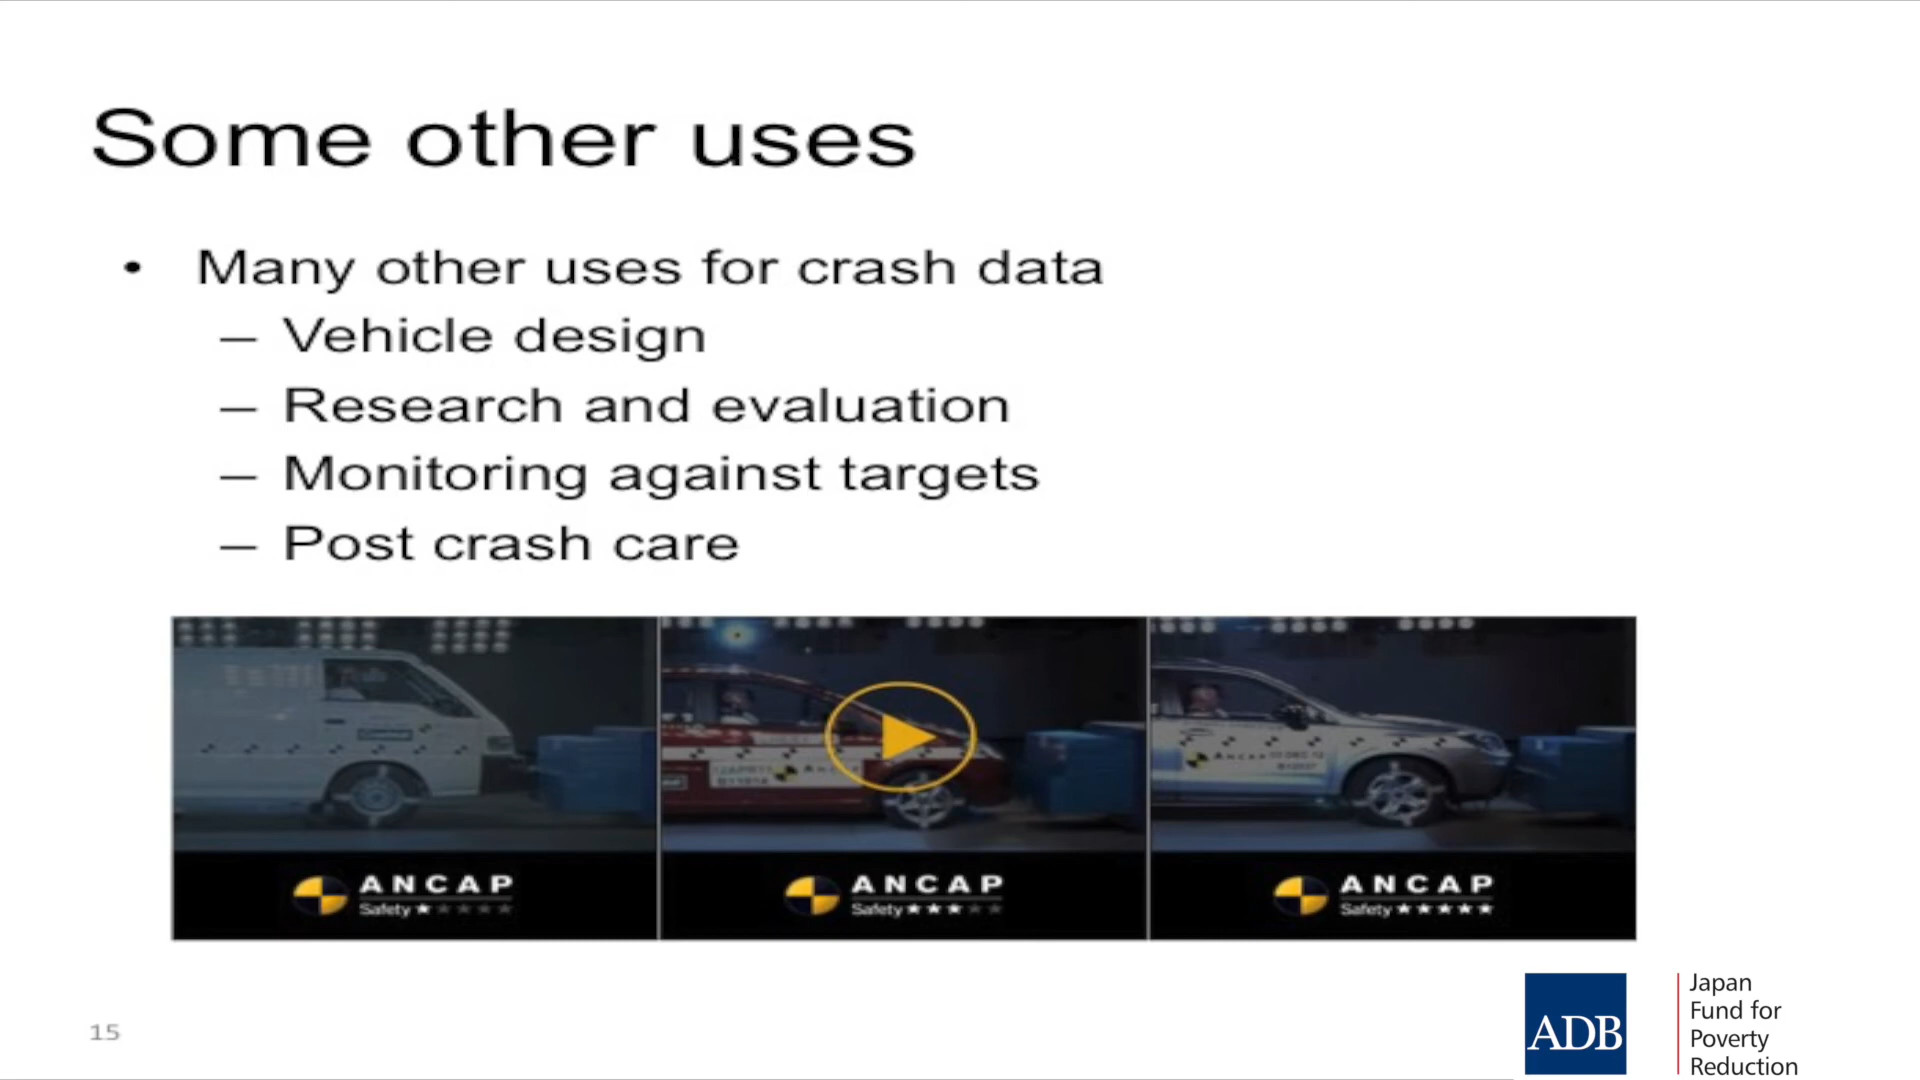 Some other uses
• Many other uses for crash data
– Vehicle design
– Research and evaluation
– Monitoring against targets
– Post crash care
ANCAP
Safety
ANCAP
Safety
ANCAP
Safety
15
ADB
Japan
Fund for
Poverty
Reduction